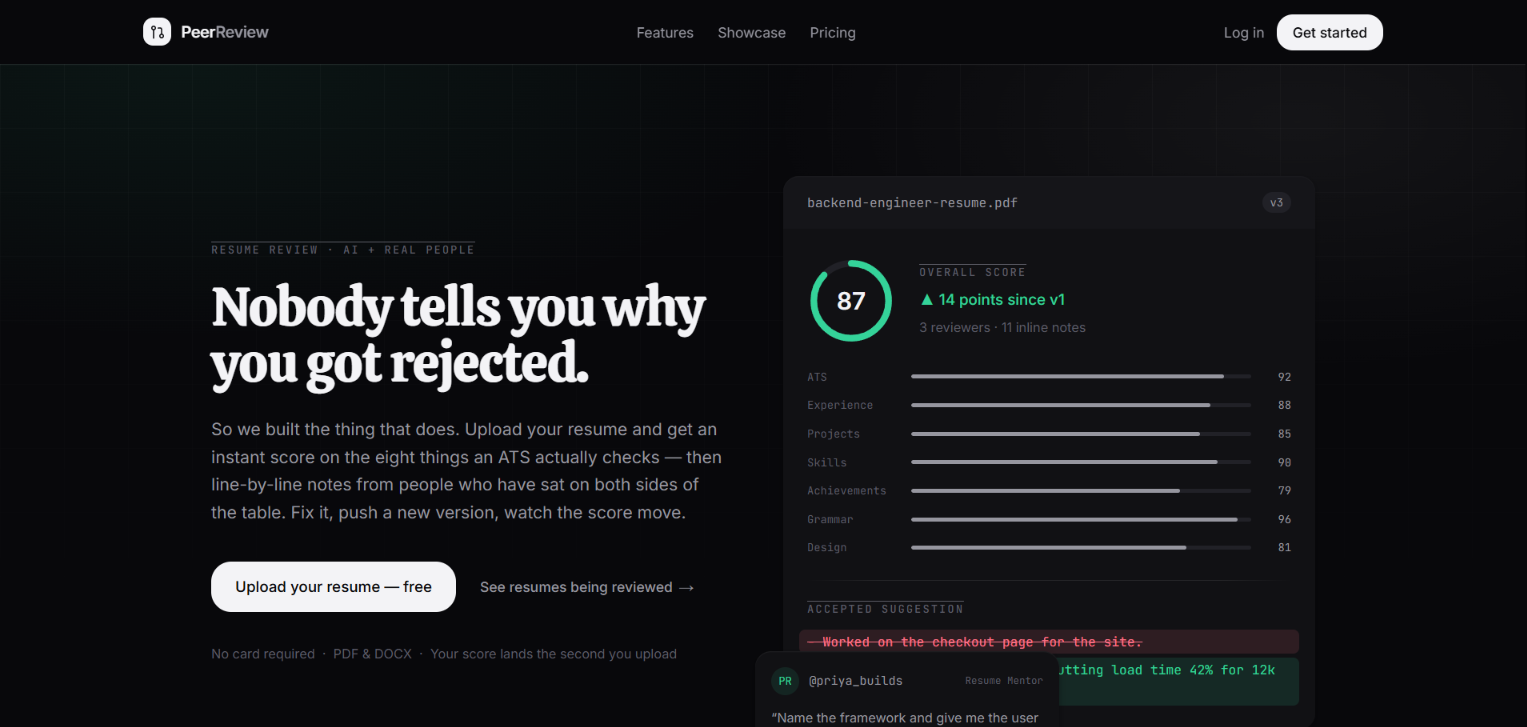 PeerReview
Features
Showcase
Pricing
Log in
Get started
RESUME REVIEW · AI + REAL PEOPLE
Nobody tells you why
you got rejected.
So we built the thing that does. Upload your resume and get an
instant score on the eight things an ATS actually checks — then
line-by-line notes from people who have sat on both sides of
the table. Fix it, push a new version, watch the score move.
Upload your resume — free
See resumes being reviewed →
No card required · PDF & DOCX · Your score lands the second you upload
backend-engineer-resume.pdf
v3
87
OVERALL SCORE
▲ 14 points since v1
3 reviewers · 11 inline notes
ATS 92
Experience 88
Projects 85
Skills 90
Achievements 79
Grammar 96
Design 81
ACCEPTED SUGGESTION
- Worked on the checkout page for the site.
utting load time 42% for 12k
PR @priya_builds Resume Mentor
“Name the framework and give me the user